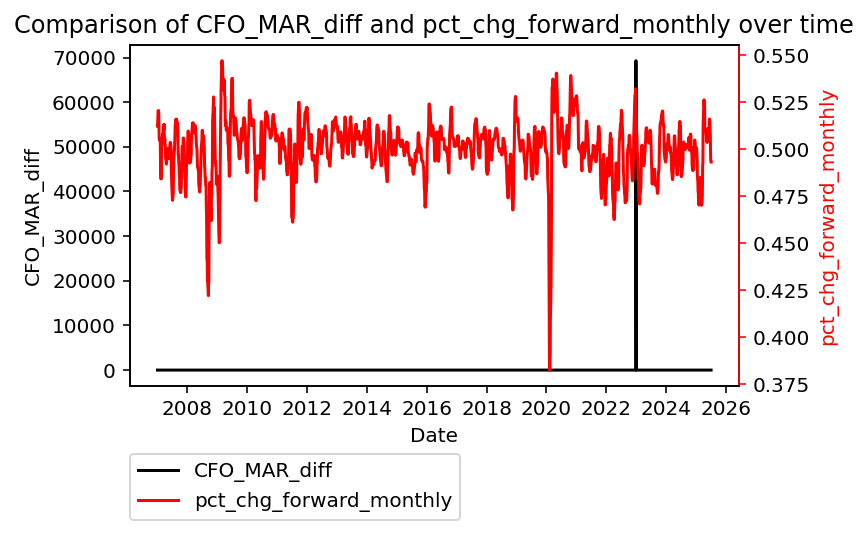 Comparison of CFO_MAR_diff and pct_chg_forward_monthly over time
CFO_MAR_diff
70000
60000
50000
40000
30000
20000
10000
0
0.550
0.525
0.500
0.475
0.450
0.425
0.400
0.375
pct_chg_forward_monthly
2008 2010 2012 2014 2016 2018 2020 2022 2024 2026
Date
CFO_MAR_diff
pct_chg_forward_monthly